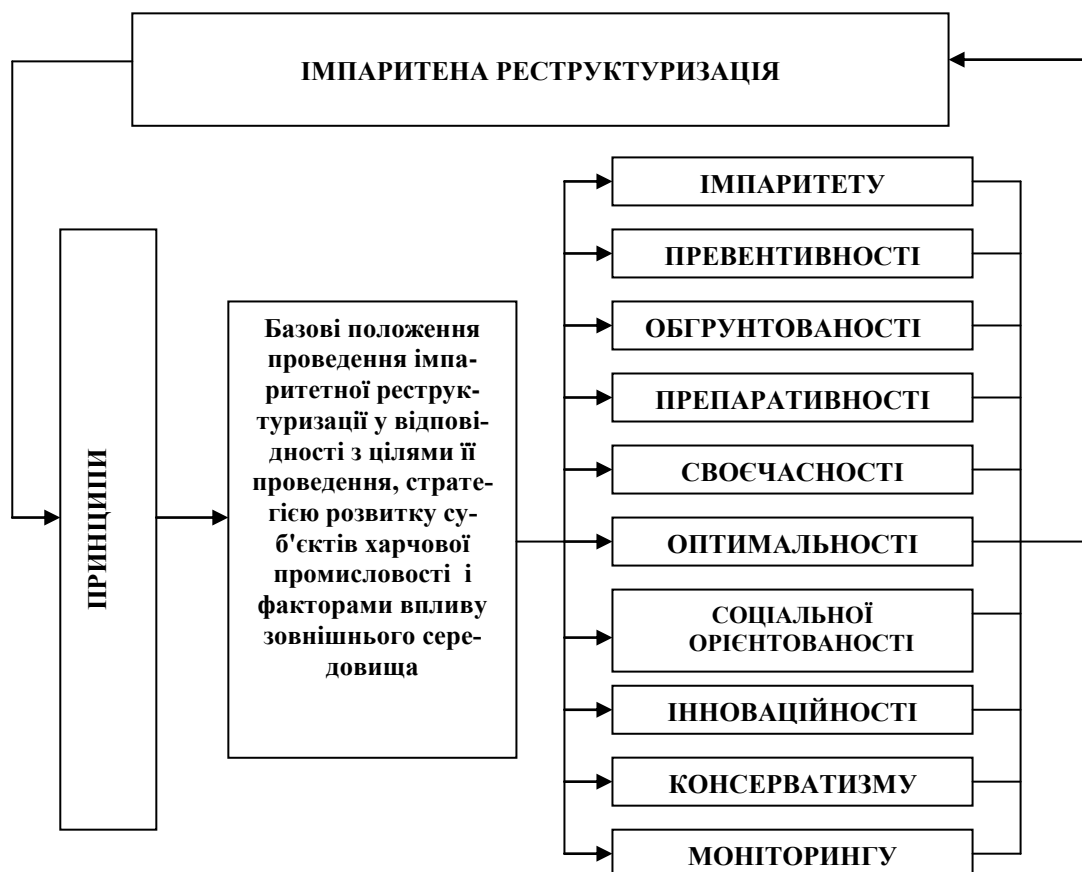 ІМПАРИТЕНА РЕСТРУКТУРИЗАЦІЯ
ПРИНЦИПИ
Базові положення
проведення імпа-
ритетної реструк-
туризації у відпові-
дності з цілями її
проведення, страте-
гією розвитку су-
б'єктів харчової
промисловості і
факторами впливу
зовнішнього сере-
довища
ІМПАРИТЕТУ
ПРЕВЕНТИВНОСТІ
ОБГРУНТОВАНОСТІ
ПРЕПАРАТИВНОСТІ
СВОЄЧАСНОСТІ
ОПТИМАЛЬНОСТІ
СОЦІАЛЬНОЇ
ОРІЄНТОВАНОСТІ
ІННОВАЦІЙНОСТІ
КОНСЕРВАТИЗМУ
МОНІТОРИНГУ